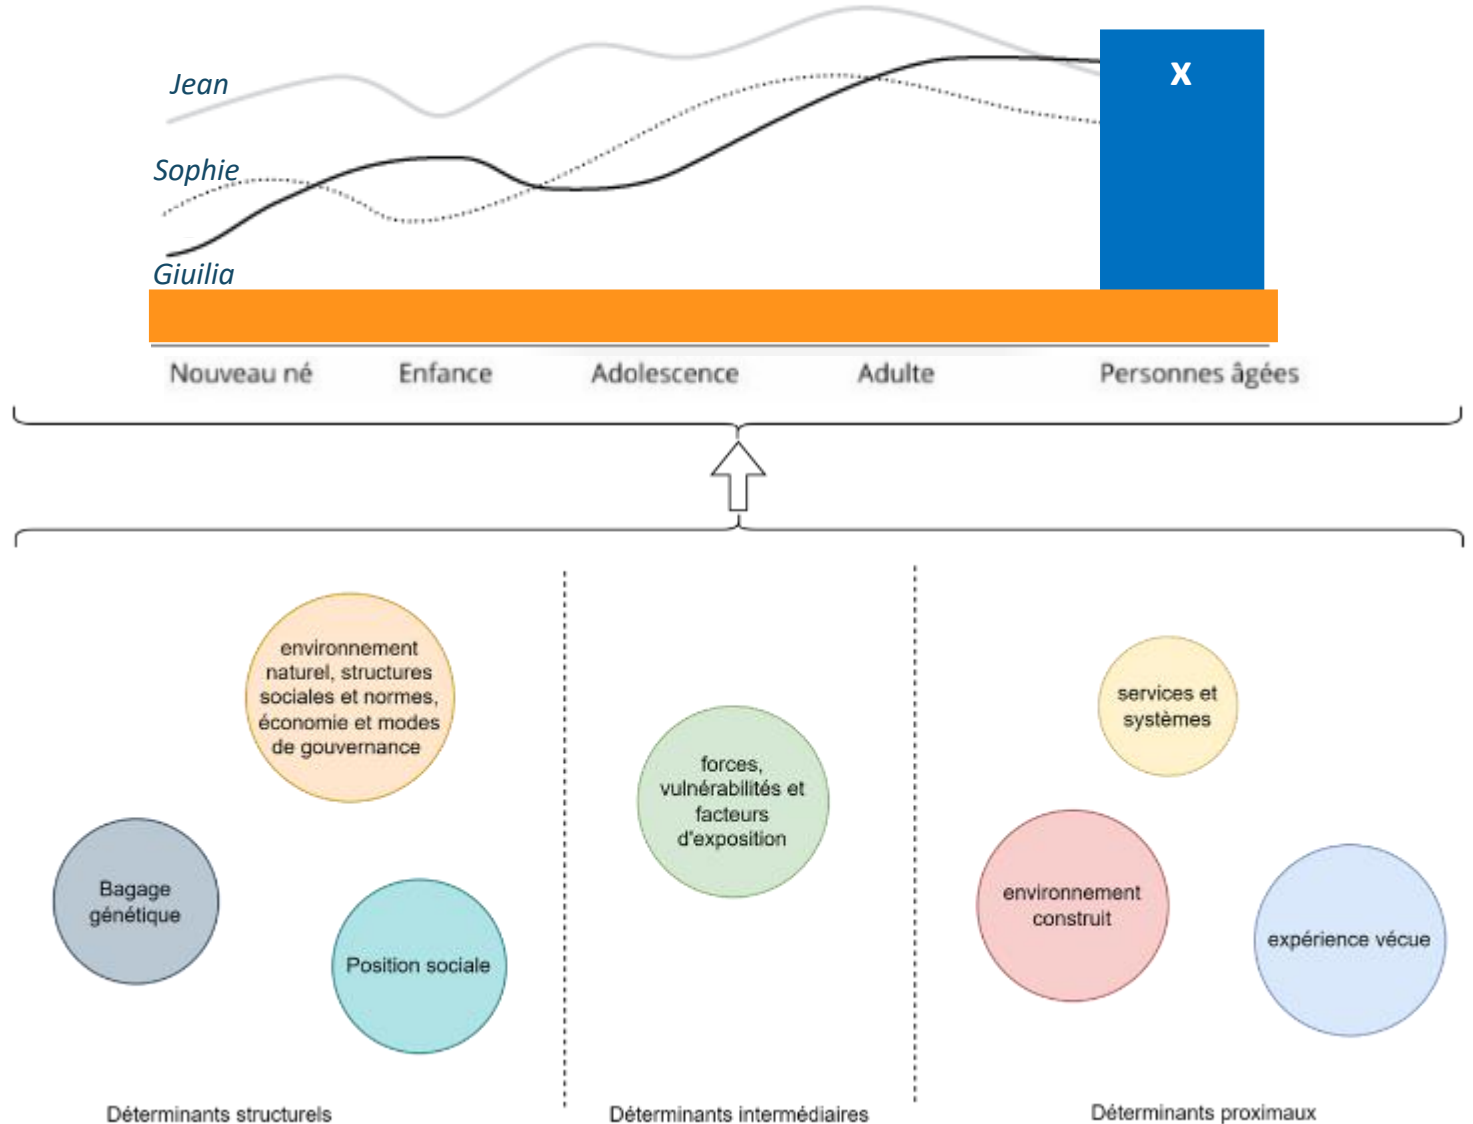 Jean
x
Sophie
Giuilia
Nouveau né
Enfance
Adolescence
Adulte
Personnes âgées
environnement
naturel, structures
sociales et normes,
économie et modes
de gouvernance
Bagage
génétique
Position sociale
forces,
vulnérabilités et
facteurs
d'exposition
services et
systèmes
environnement
construit
expérience vécue
Déterminants structurels
Déterminants intermédiaires
Déterminants proximaux